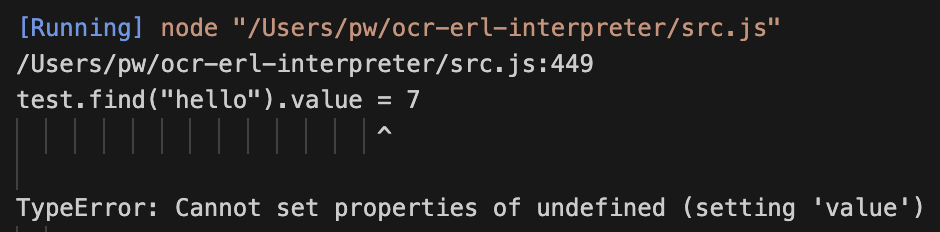 [Running] node "/Users/pw/ocr-erl-interpreter/src.js"
/Users/pw/ocr-erl-interpreter/src.js:449
test.find("hello").value = 7
^
TypeError: Cannot set properties of undefined (setting 'value')